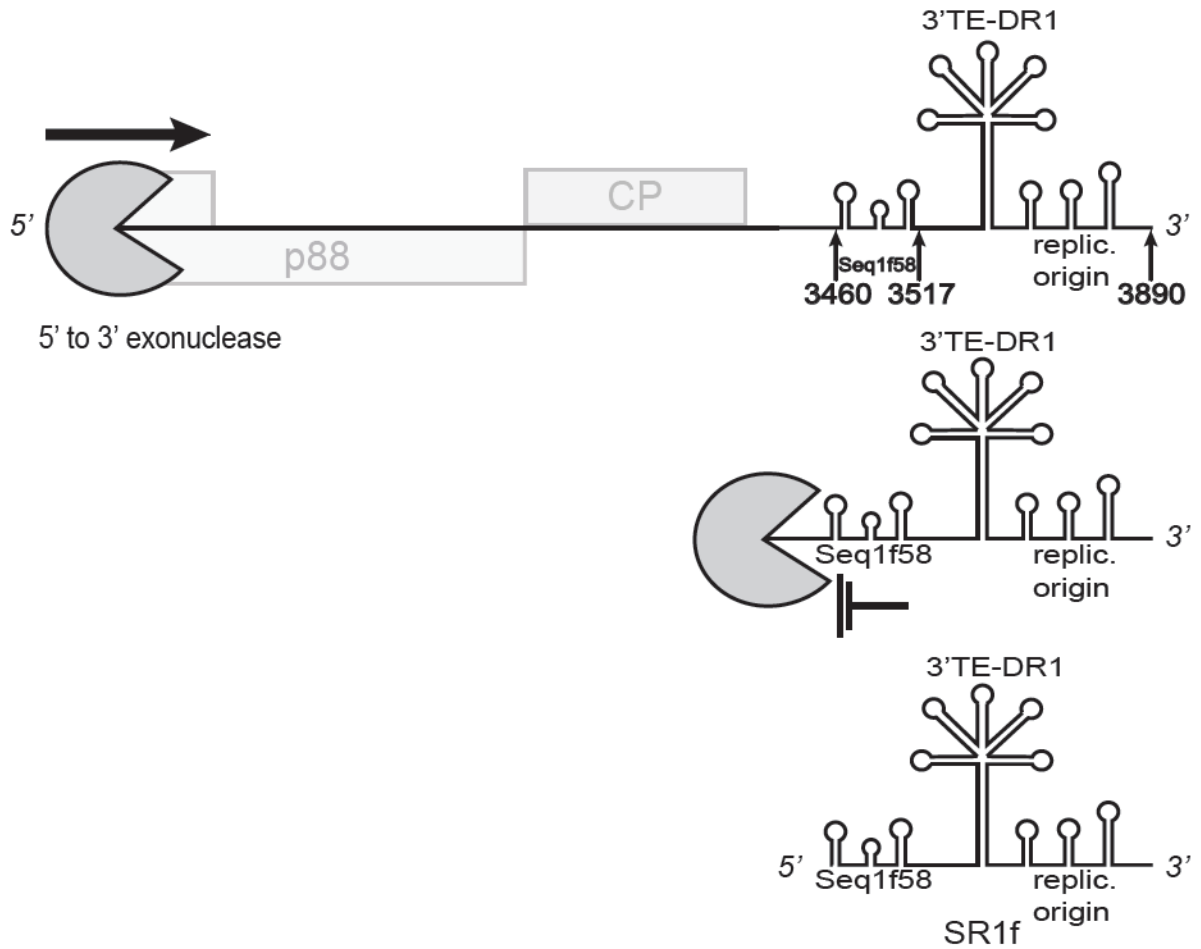 3'TE-DR1
CP
5'
3'
p88
replic.
origin
Seq1f58
3460
3517
3890
5' to 3' exonuclease
3'TE-DR1
3'
Seq1f58
replic.
origin
3'TE-DR1
5'
3'
Seq1f58
replic.
origin
SR1f